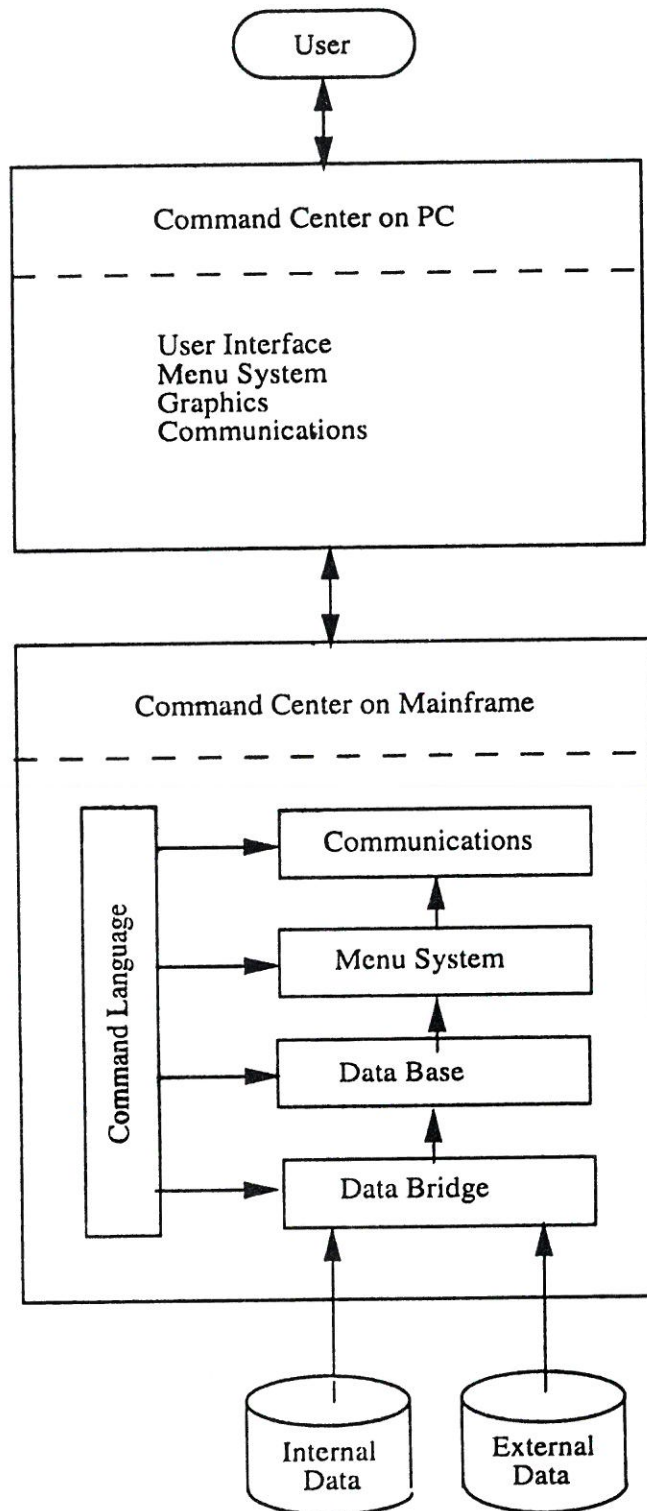 User
Command Center on PC
User Interface
Menu System
Graphics
Communications
Command Center on Mainframe
Command Language
Communications
Menu System
Data Base
Data Bridge
Internal
Data
External
Data